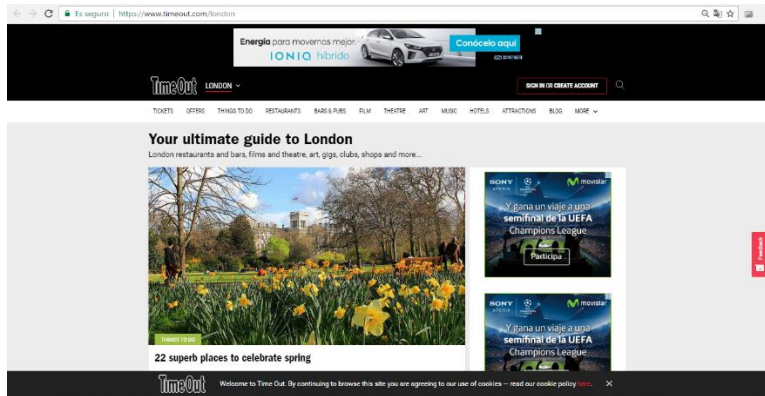 Es seguro | https://www.timeout.com/london
Energía para movernos mejor.
IONIQ híbrido
Conócelo aquí
TimeOut LONDON
SIGN IN OR CREATE ACCOUNT
TICKETS OFFERS THINGS TO DO RESTAURANTS BARS & PUBS FILM THEATRE ART MUSIC HOTELS ATTRACTIONS BLOG MORE
Your ultimate guide to London
London restaurants and bars, films and theatre, art, gigs, clubs, shops and more...
SONY movistar
Y gana un viaje a una
semifinal de la UEFA
Champions League
Participa
Feedback
THINGS TO DO
22 superb places to celebrate spring
SONY movistar
Y gana un viaje a una
semifinal de la UEFA
Champions League
TimeOut Welcome to Time Out. By continuing to browse this site you are agreeing to our use of cookies – read our cookie policy here. X